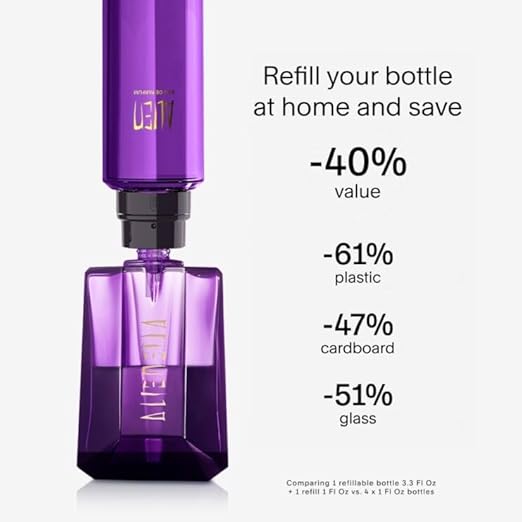 Refill your bottle
at home and save
-40%
value
-61%
plastic
-47%
cardboard
-51%
glass
Comparing 1 refillable bottle 3.3 Fl Oz
+ 1 refill 1 Fl Oz vs. 4 x 1 Fl Oz bottles